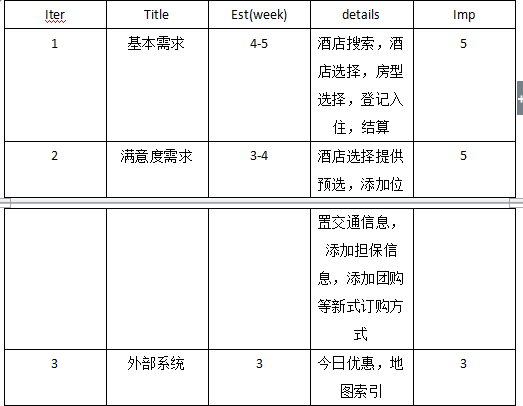 Iter Title Est(week) details Imp
1 基本需求 4-5 酒店搜索，酒 5
店选择，房型
选择，登记入
住，结算
2 满意度需求 3-4 酒店选择提供 5
预选，添加位
置交通信息，
添加担保信
息，添加团购
等新式订购方
式
3 外部系统 3 今日优惠，地 3
图索引